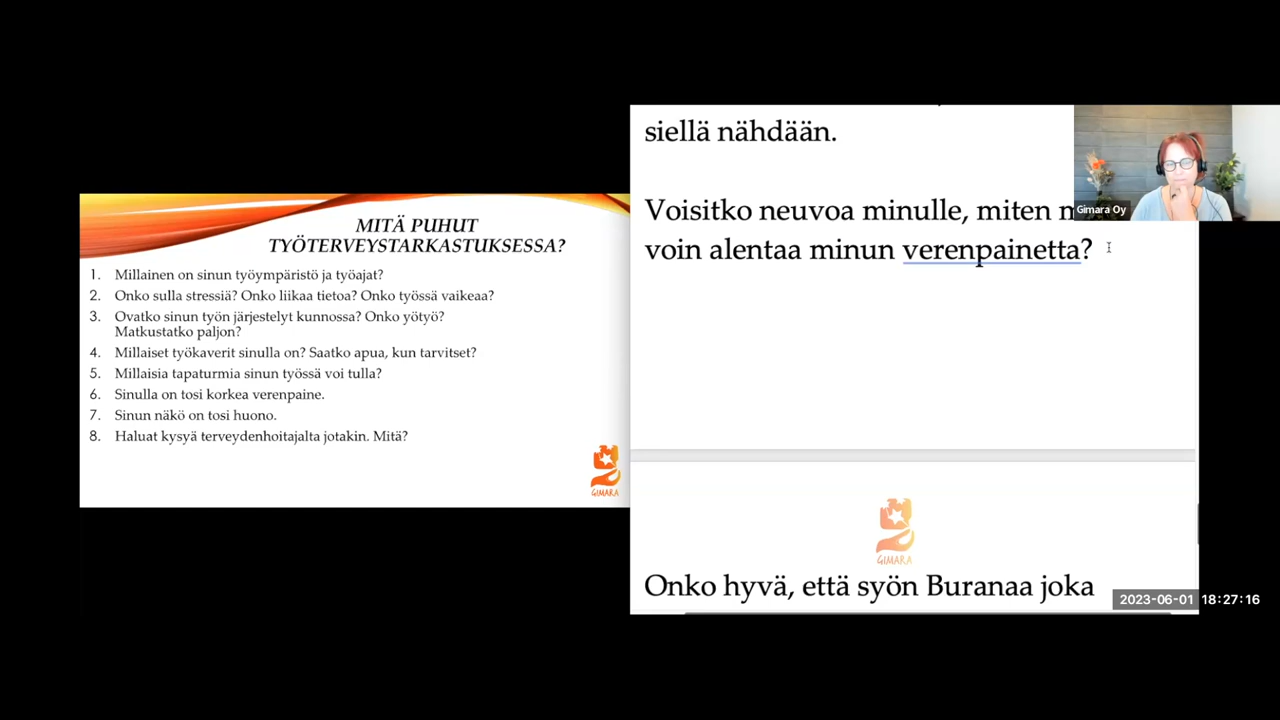 MITÄ PUHUT
TYÖTERVEYSTARKASTUKSESSA?
1. Millainen on sinun työympäristö ja työajat?
2. Onko sulla stressiä? Onko liikaa tietoa? Onko työssä vaikeaa?
3. Ovatko sinun työn järjestelyt kunnossa? Onko yötyö?
Matkustatko paljon?
4. Millaiset työkaverit sinulla on? Saatko apua, kun tarvitset?
5. Millaisia tapaturmia sinun työssä voi tulla?
6. Sinulla on tosi korkea verenpaine.
7. Sinun näkö on tosi huono.
8. Haluat kysyä terveydenhoitajalta jotakin. Mitä?
GIMARA
siellä nähdään.
Voisitko neuvoa minulle, miten
voin alentaa minun verenpainetta?
GIMARA
Onko hyvä, että syön Buranaa joka
Gimara Oy
2023-06-01 18:27:16